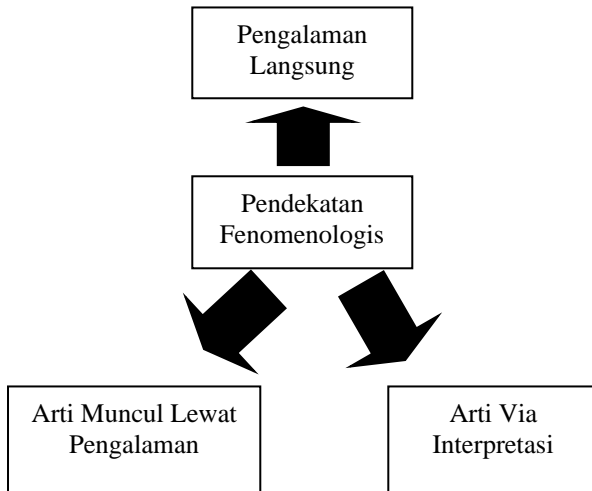 Pengalaman
Langsung
Pendekatan
Fenomenologis
Arti Muncul Lewat
Pengalaman
Arti Via
Interpretasi